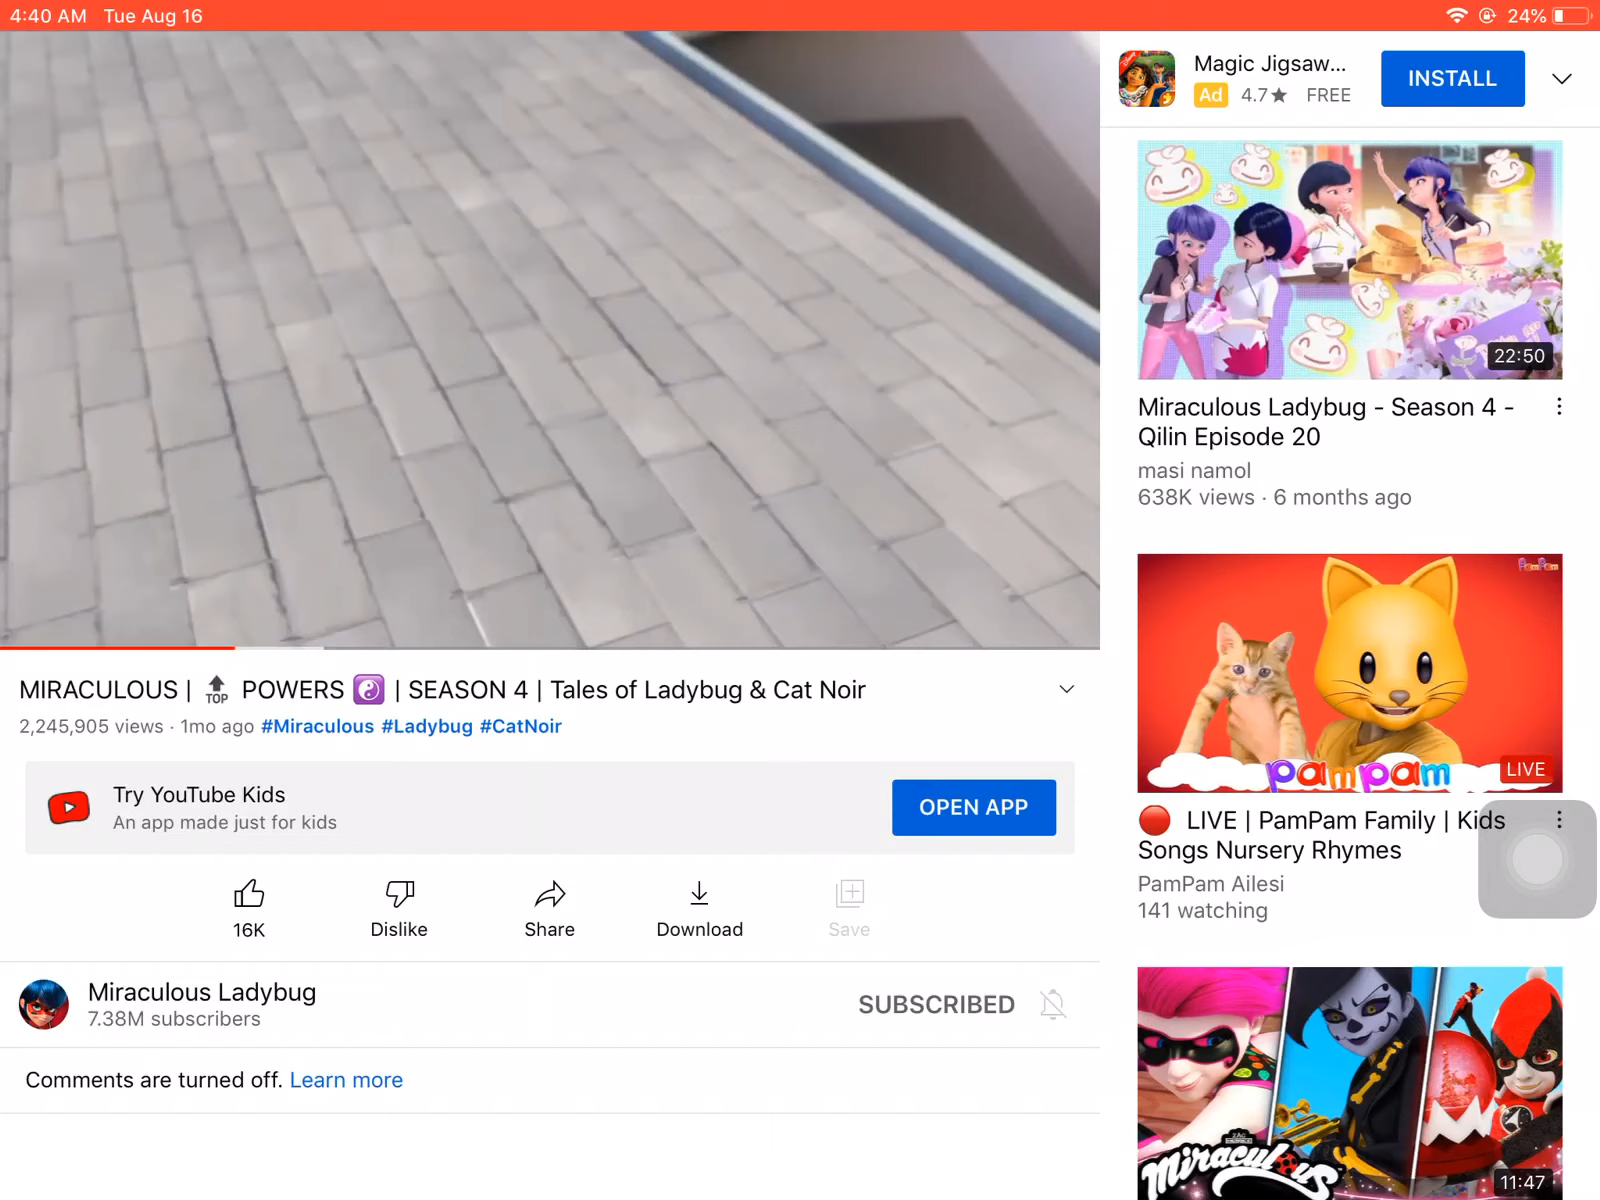 4:40 AM Tue Aug 16
24%
Magic Jigsaw...
Ad 4.7★ FREE
INSTALL
22:50
Miraculous Ladybug - Season 4 -
Qilin Episode 20
masi namol
638K views · 6 months ago
MIRACULOUS | TOP POWERS ☯ | SEASON 4 | Tales of Ladybug & Cat Noir
2,245,905 views · 1mo ago #Miraculous #Ladybug #CatNoir
Try YouTube Kids
An app made just for kids
OPEN APP
16K
Dislike
Share
Download
Save
Miraculous Ladybug
7.38M subscribers
SUBSCRIBED
Comments are turned off. Learn more
PamPam
pampam
LIVE
LIVE | PamPam Family | Kids
Songs Nursery Rhymes
PamPam Ailesi
141 watching
ZAG
Miraculous
11:47